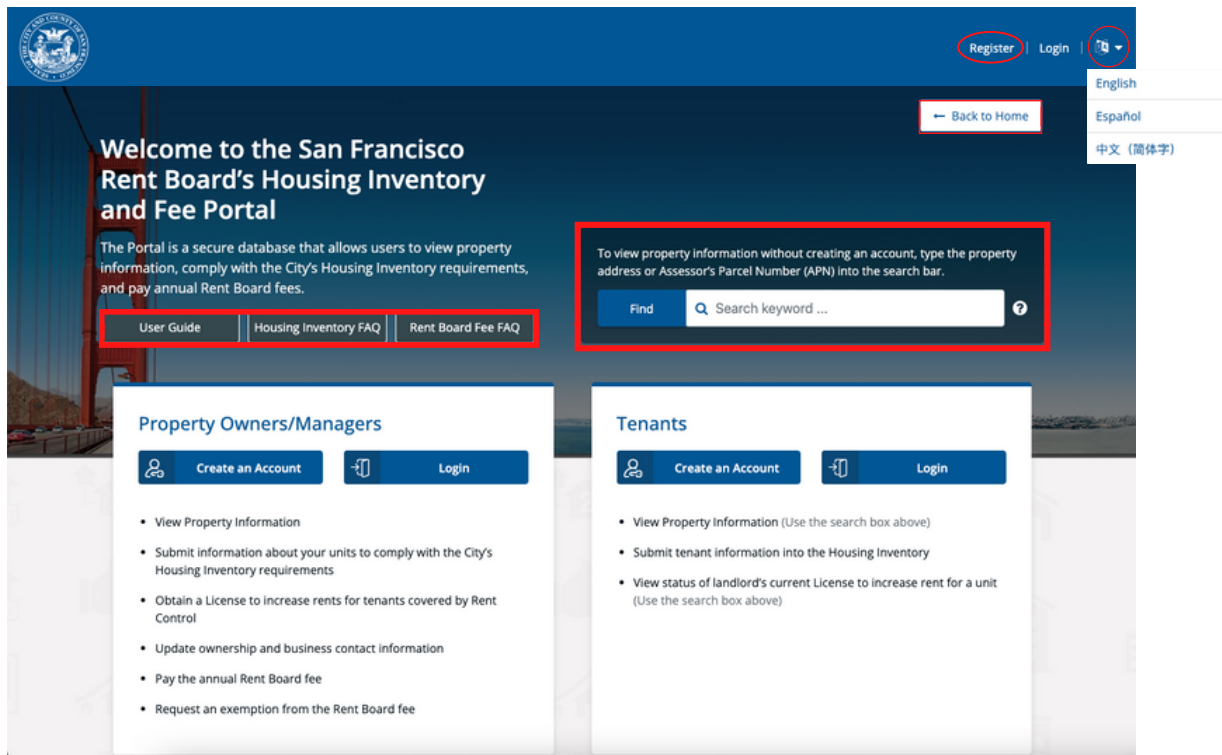 Register | Login |
English
Español
中文（简体字）
← Back to Home
Welcome to the San Francisco
Rent Board's Housing Inventory
and Fee Portal
The Portal is a secure database that allows users to view property
information, comply with the City's Housing Inventory requirements,
and pay annual Rent Board fees.
User Guide
Housing Inventory FAQ
Rent Board Fee FAQ
To view property information without creating an account, type the property
address or Assessor's Parcel Number (APN) into the search bar.
Find
Search keyword ...
?
Property Owners/Managers
Create an Account
Login
• View Property Information
• Submit information about your units to comply with the City's
Housing Inventory requirements
• Obtain a License to increase rents for tenants covered by Rent
Control
• Update ownership and business contact information
• Pay the annual Rent Board fee
• Request an exemption from the Rent Board fee
Tenants
Create an Account
Login
• View Property Information (Use the search box above)
• Submit tenant information into the Housing Inventory
• View status of landlord's current License to increase rent for a unit
(Use the search box above)